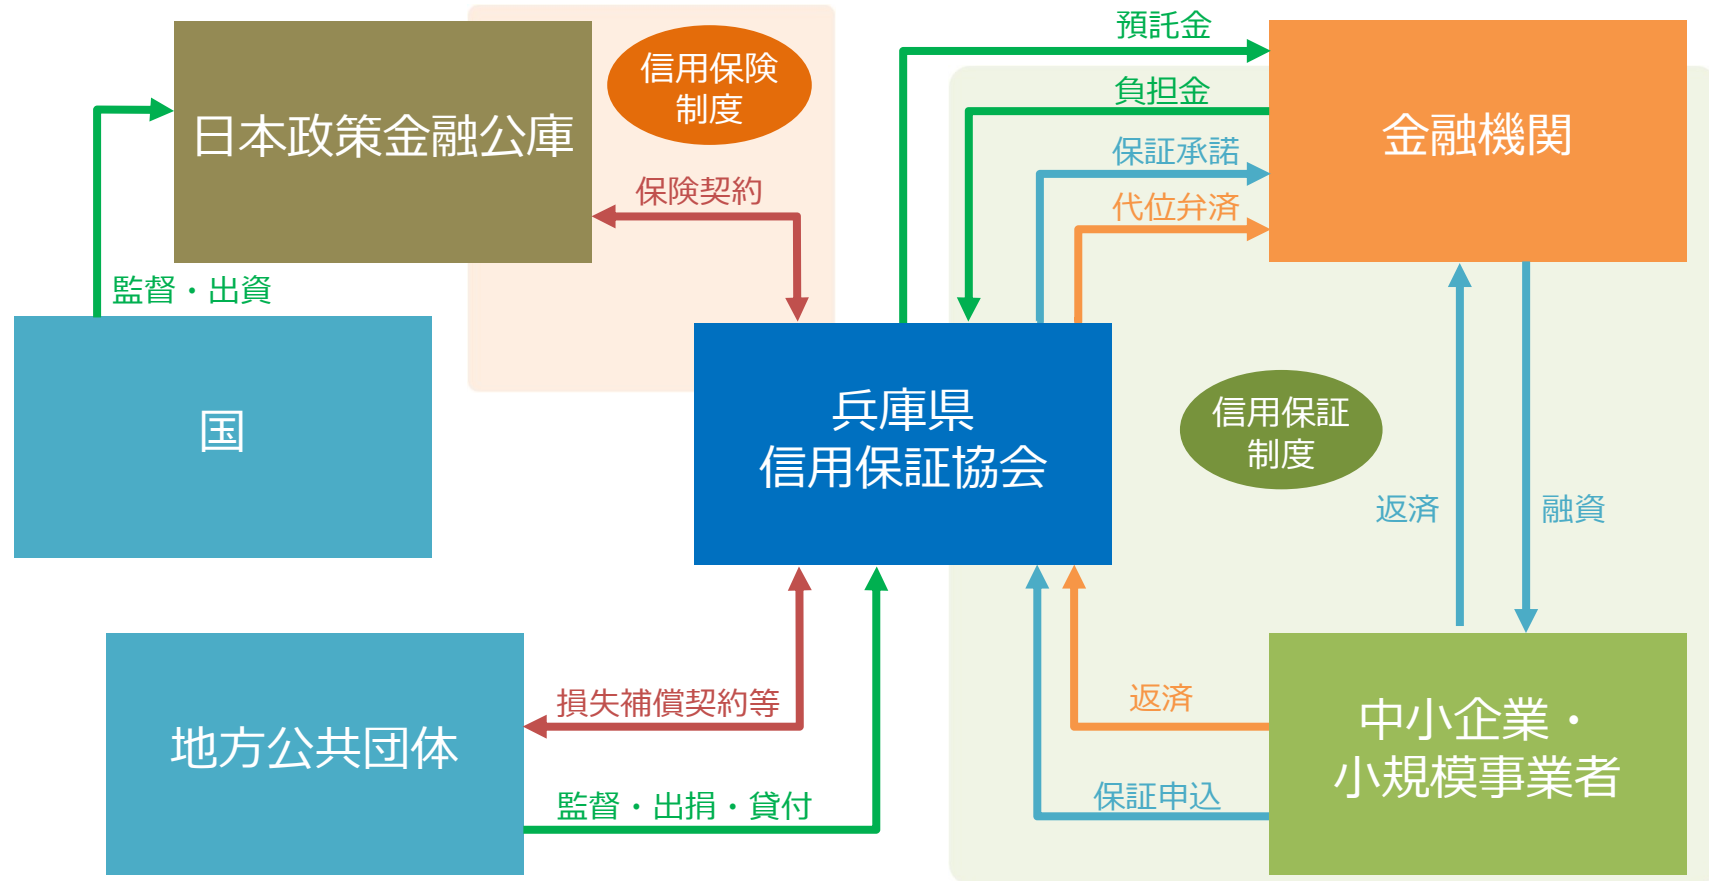 日本政策金融公庫
信用保険
制度
保険契約
預託金
負担金
保証承諾
代位弁済
金融機関
監督・出資
国
兵庫県
信用保証協会
信用保証
制度
返済
融資
地方公共団体
損失補償契約等
監督・出捐・貸付
返済
保証申込
中小企業・
小規模事業者